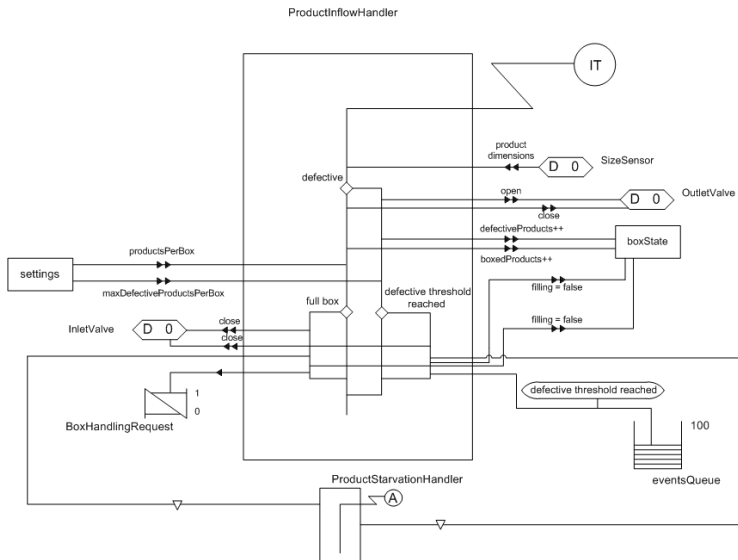 ProductInflowHandler
IT
product
dimensions
D 0
SizeSensor
defective
open
D 0
OutletValve
close
defectiveProducts++
boxState
productsPerBox
boxedProducts++
settings
filling = false
maxDefectiveProductsPerBox
full box
defective threshold
reached
InletValve
D 0
close
close
filling = false
1
0
BoxHandlingRequest
defective threshold reached
100
eventsQueue
ProductStarvationHandler
A